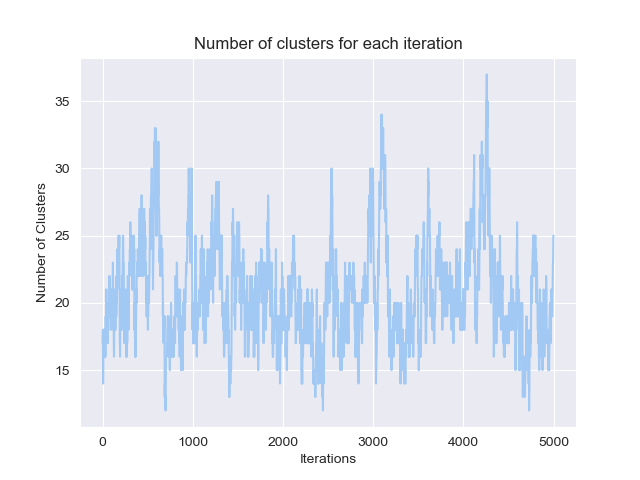 Number of clusters for each iteration
Number of Clusters
35
30
25
20
15
0 1000 2000 3000 4000 5000
Iterations